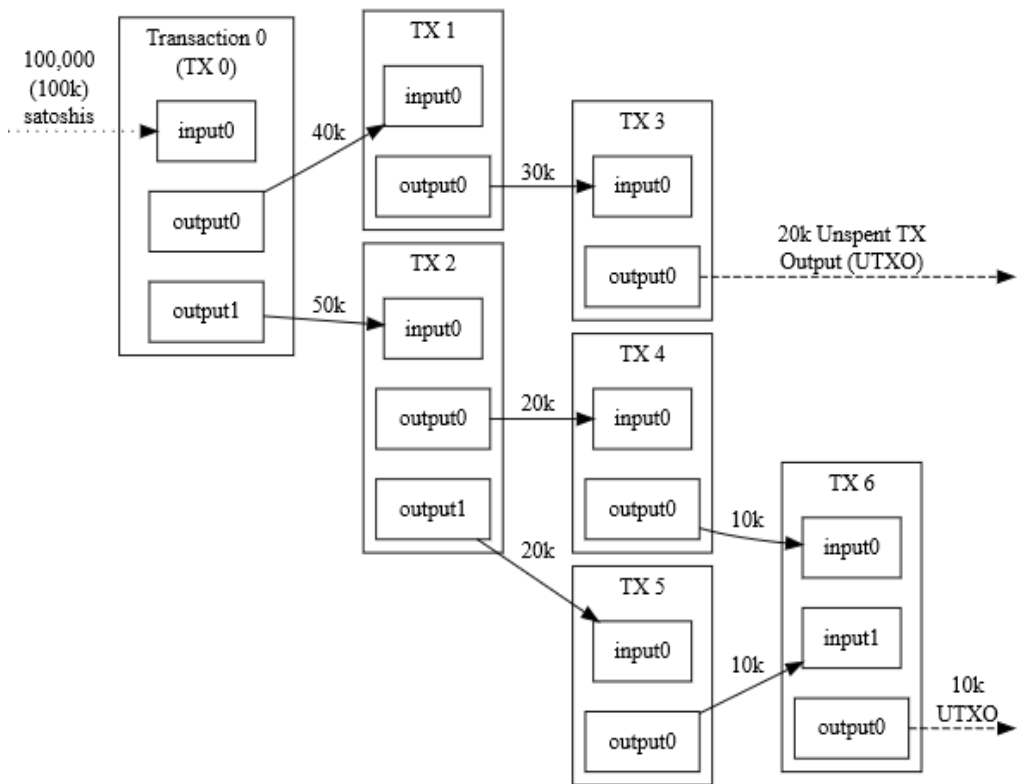 100,000
(100k)
satoshis
Transaction 0
(TX 0)
input0
output0
output1
40k
50k
TX 1
input0
output0
30k
TX 2
input0
output0
output1
20k
20k
TX 3
input0
output0
20k Unspent TX
Output (UTXO)
TX 4
input0
output0
10k
TX 5
input0
output0
10k
TX 6
input0
input1
output0
10k
UTXO